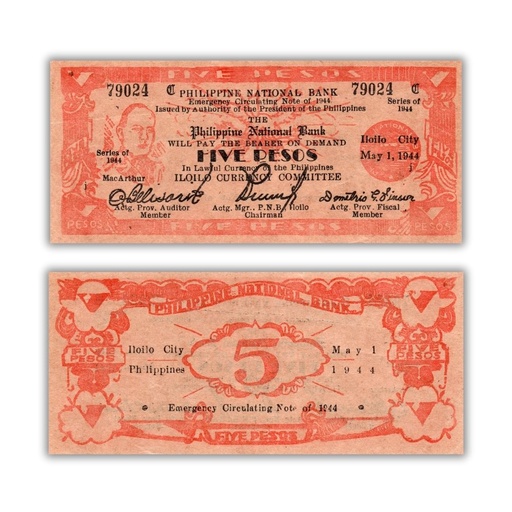 FIVE PESOS
79024 ₵ PHILIPPINE NATIONAL BANK 79024 ₵
Emergency Circulating Note of 1944
Issued by Authority of the President of the Philippines
Series of
1944
THE
Philippine National Bank
WILL PAY THE BEARER ON DEMAND
FIVE PESOS
In Lawful Currency of the Philippines
ILOILO CURRENCY COMMITTEE
Iloilo City
May 1, 1944
Series of
1944
MacArthur
Actg. Prov. Auditor
Member
Actg. Mgr., P.N.B., Iloilo
Chairman
Actg. Prov. Fiscal
Member
PESOS FIVE PESOS PESOS
PHILIPPINE NATIONAL BANK
FIVE
PESOS
Iloilo City
Philippines
5
May 1
1944
FIVE
PESOS
Emergency Circulating Note of 1944
FIVE PESOS